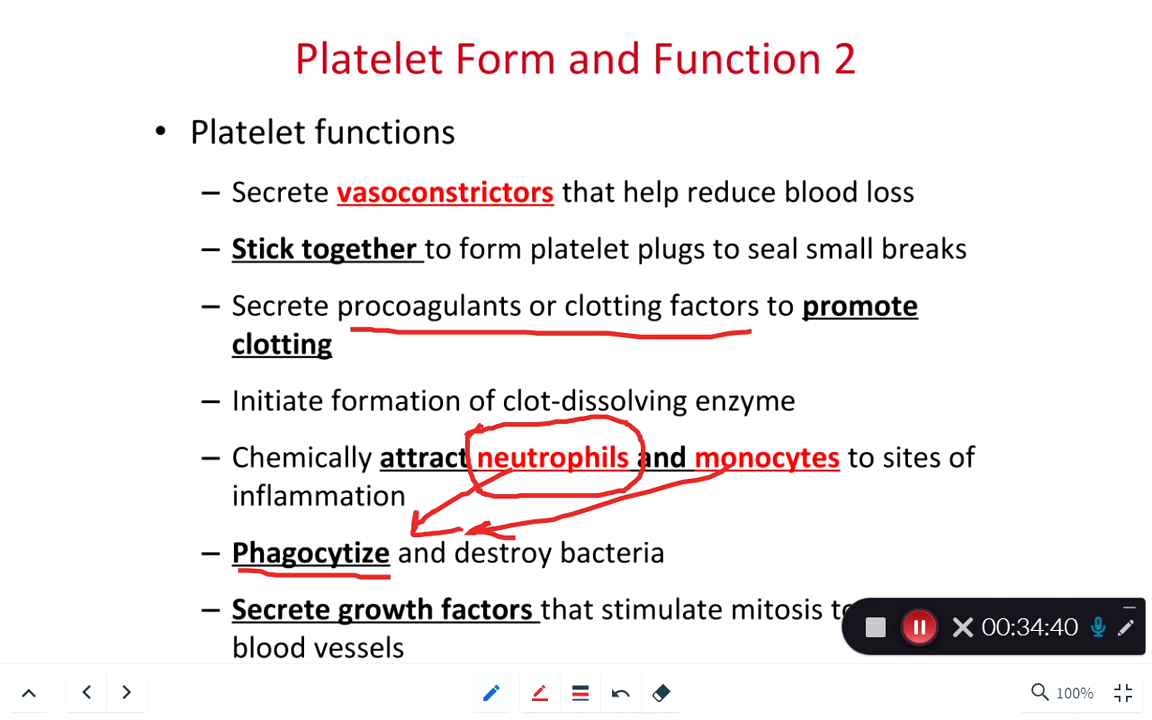 Platelet Form and Function 2
• Platelet functions
– Secrete vasoconstrictors that help reduce blood loss
– Stick together to form platelet plugs to seal small breaks
– Secrete procoagulants or clotting factors to promote
clotting
– Initiate formation of clot-dissolving enzyme
– Chemically attract neutrophils and monocytes to sites of
inflammation
– Phagocytize and destroy bacteria
– Secrete growth factors that stimulate mitosis
blood vessels
00:34:40
100%